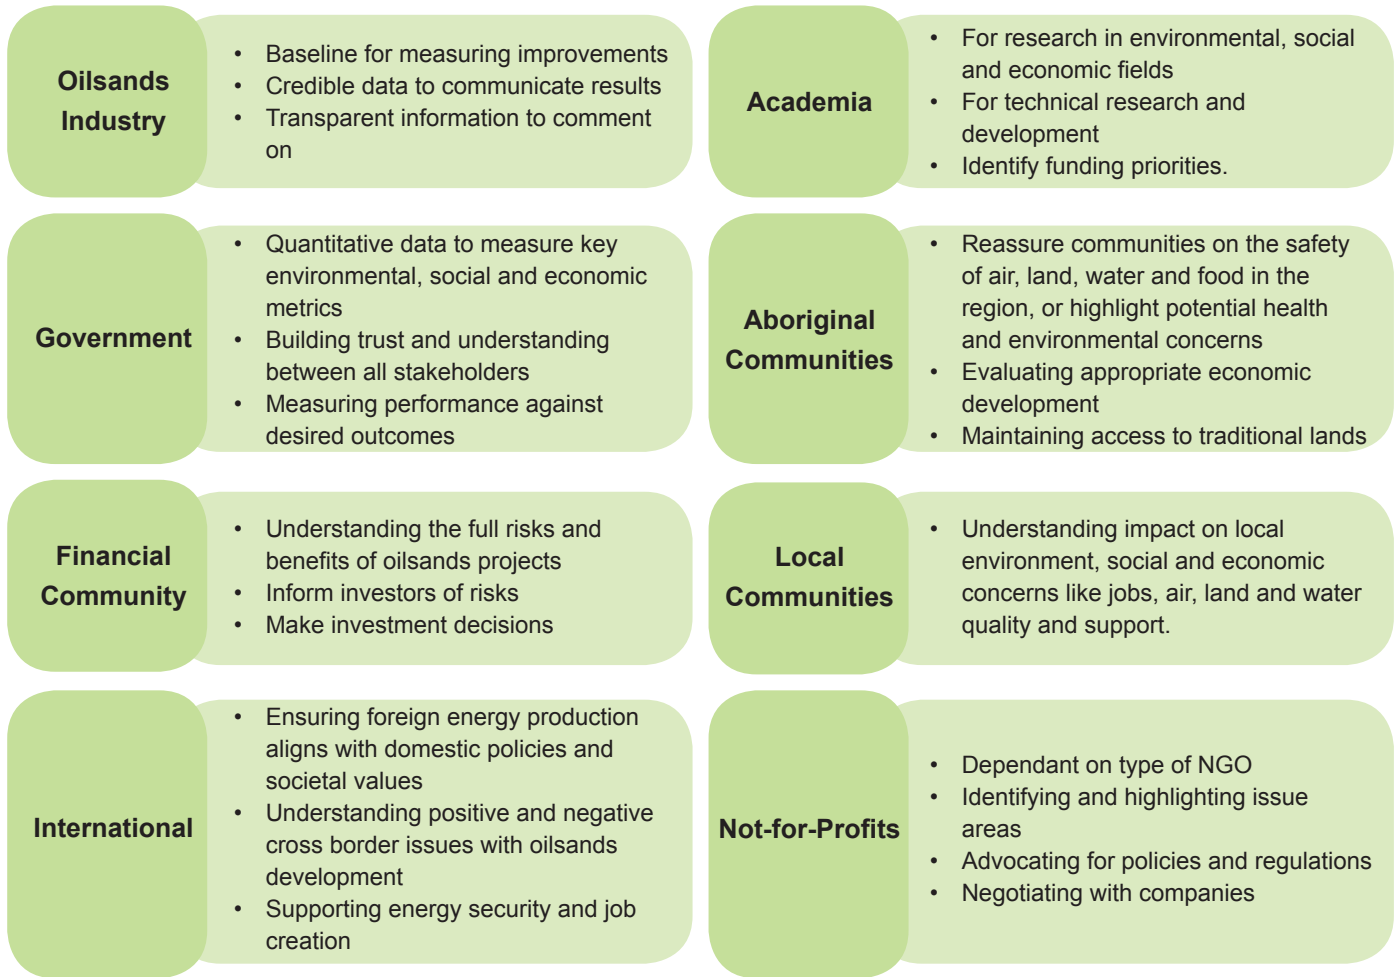 Oilsands
Industry
• Baseline for measuring improvements
• Credible data to communicate results
• Transparent information to comment
on
Academia
• For research in environmental, social
and economic fields
• For technical research and
development
• Identify funding priorities.
Government
• Quantitative data to measure key
environmental, social and economic
metrics
• Building trust and understanding
between all stakeholders
• Measuring performance against
desired outcomes
Aboriginal
Communities
• Reassure communities on the safety
of air, land, water and food in the
region, or highlight potential health
and environmental concerns
• Evaluating appropriate economic
development
• Maintaining access to traditional lands
Financial
Community
• Understanding the full risks and
benefits of oilsands projects
• Inform investors of risks
• Make investment decisions
Local
Communities
• Understanding impact on local
environment, social and economic
concerns like jobs, air, land and water
quality and support.
International
• Ensuring foreign energy production
aligns with domestic policies and
societal values
• Understanding positive and negative
cross border issues with oilsands
development
• Supporting energy security and job
creation
Not-for-Profits
• Dependant on type of NGO
• Identifying and highlighting issue
areas
• Advocating for policies and regulations
• Negotiating with companies